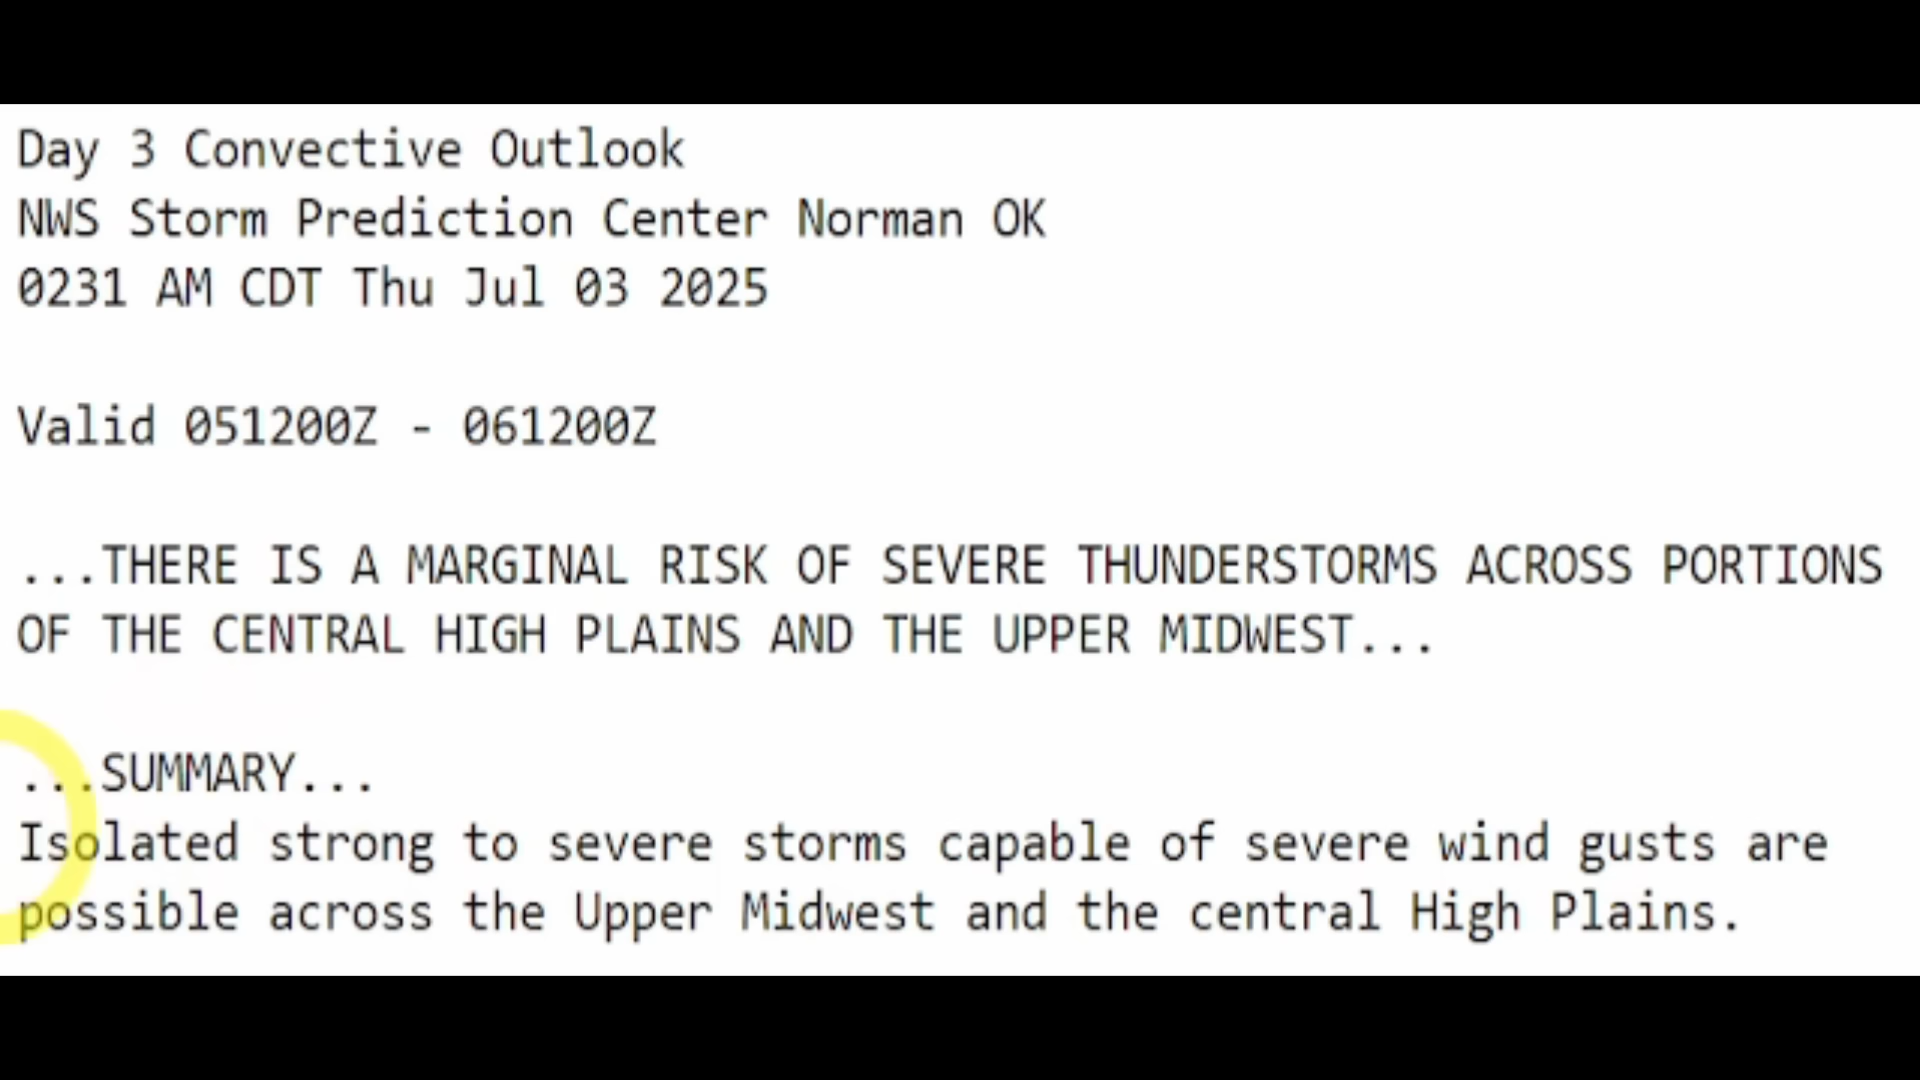 Day 3 Convective Outlook
NWS Storm Prediction Center Norman OK
0231 AM CDT Thu Jul 03 2025
Valid 051200Z - 061200Z
...THERE IS A MARGINAL RISK OF SEVERE THUNDERSTORMS ACROSS PORTIONS
OF THE CENTRAL HIGH PLAINS AND THE UPPER MIDWEST...
...SUMMARY...
Isolated strong to severe storms capable of severe wind gusts are
possible across the Upper Midwest and the central High Plains.